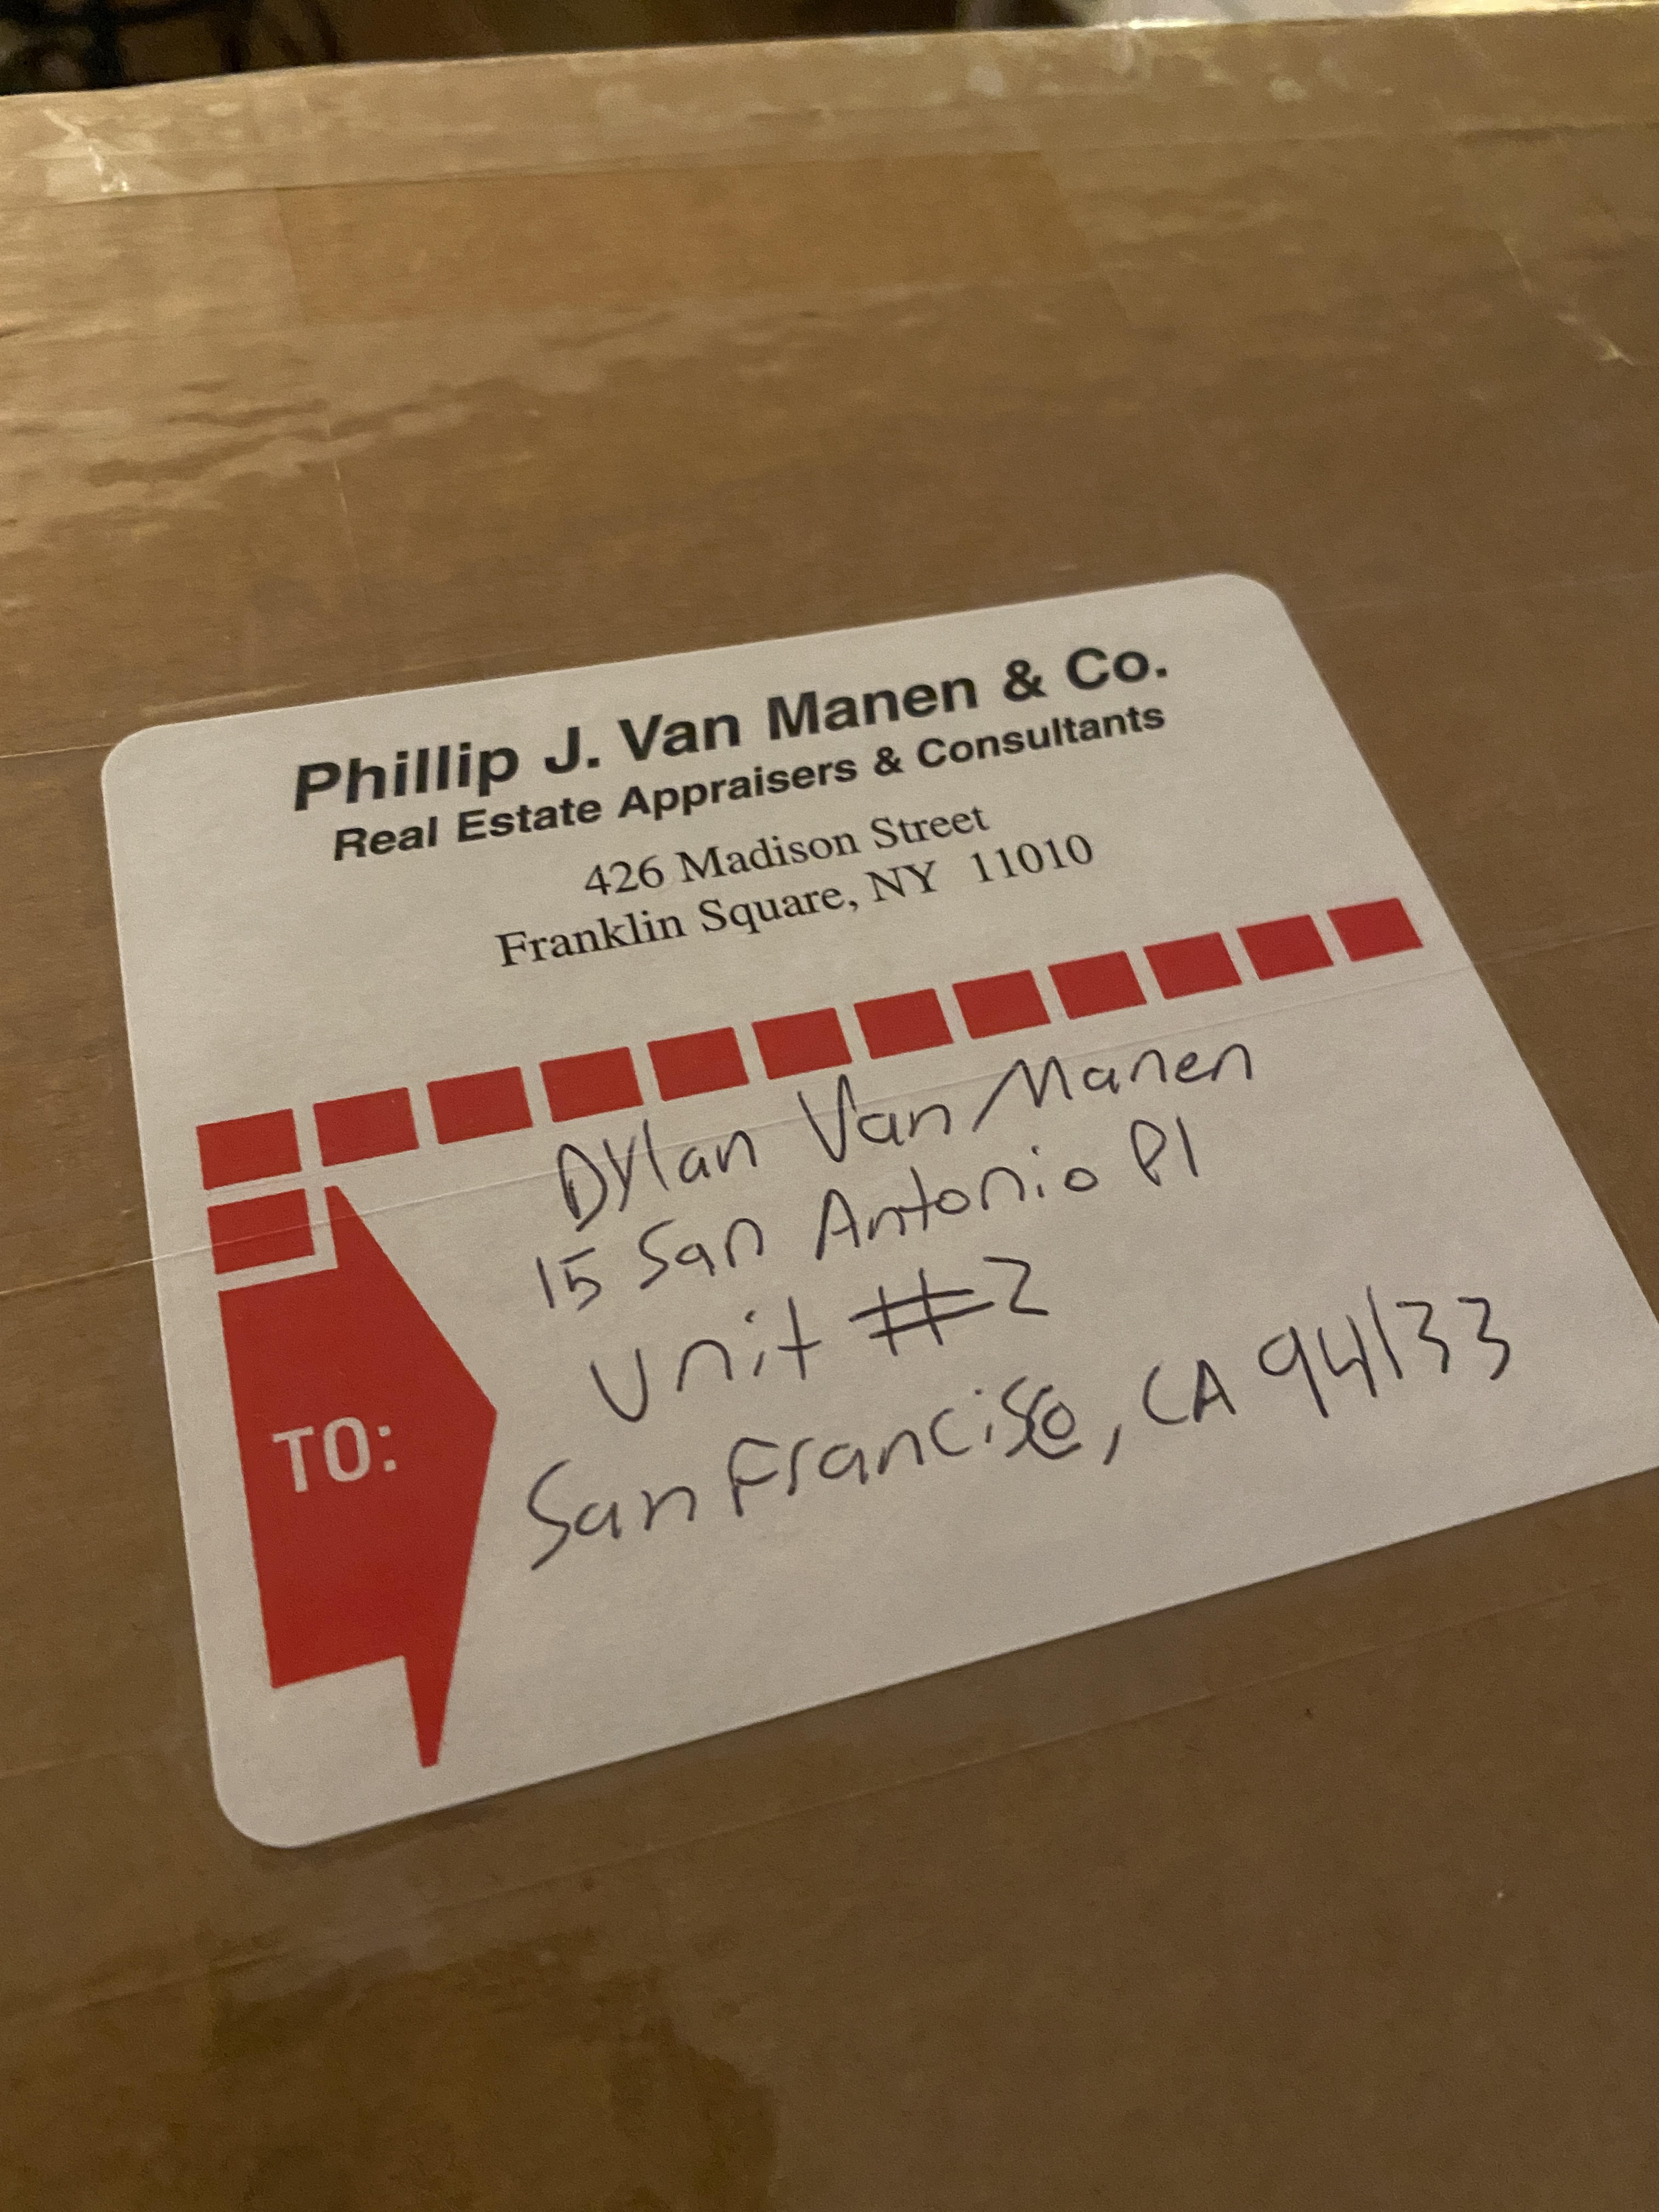 Phillip J. Van Manen & Co.
Real Estate Appraisers & Consultants
426 Madison Street
Franklin Square, NY 11010
TO:
Dylan Van Manen
15 San Antonio Pl
Unit #2
San Francisco, CA 94133